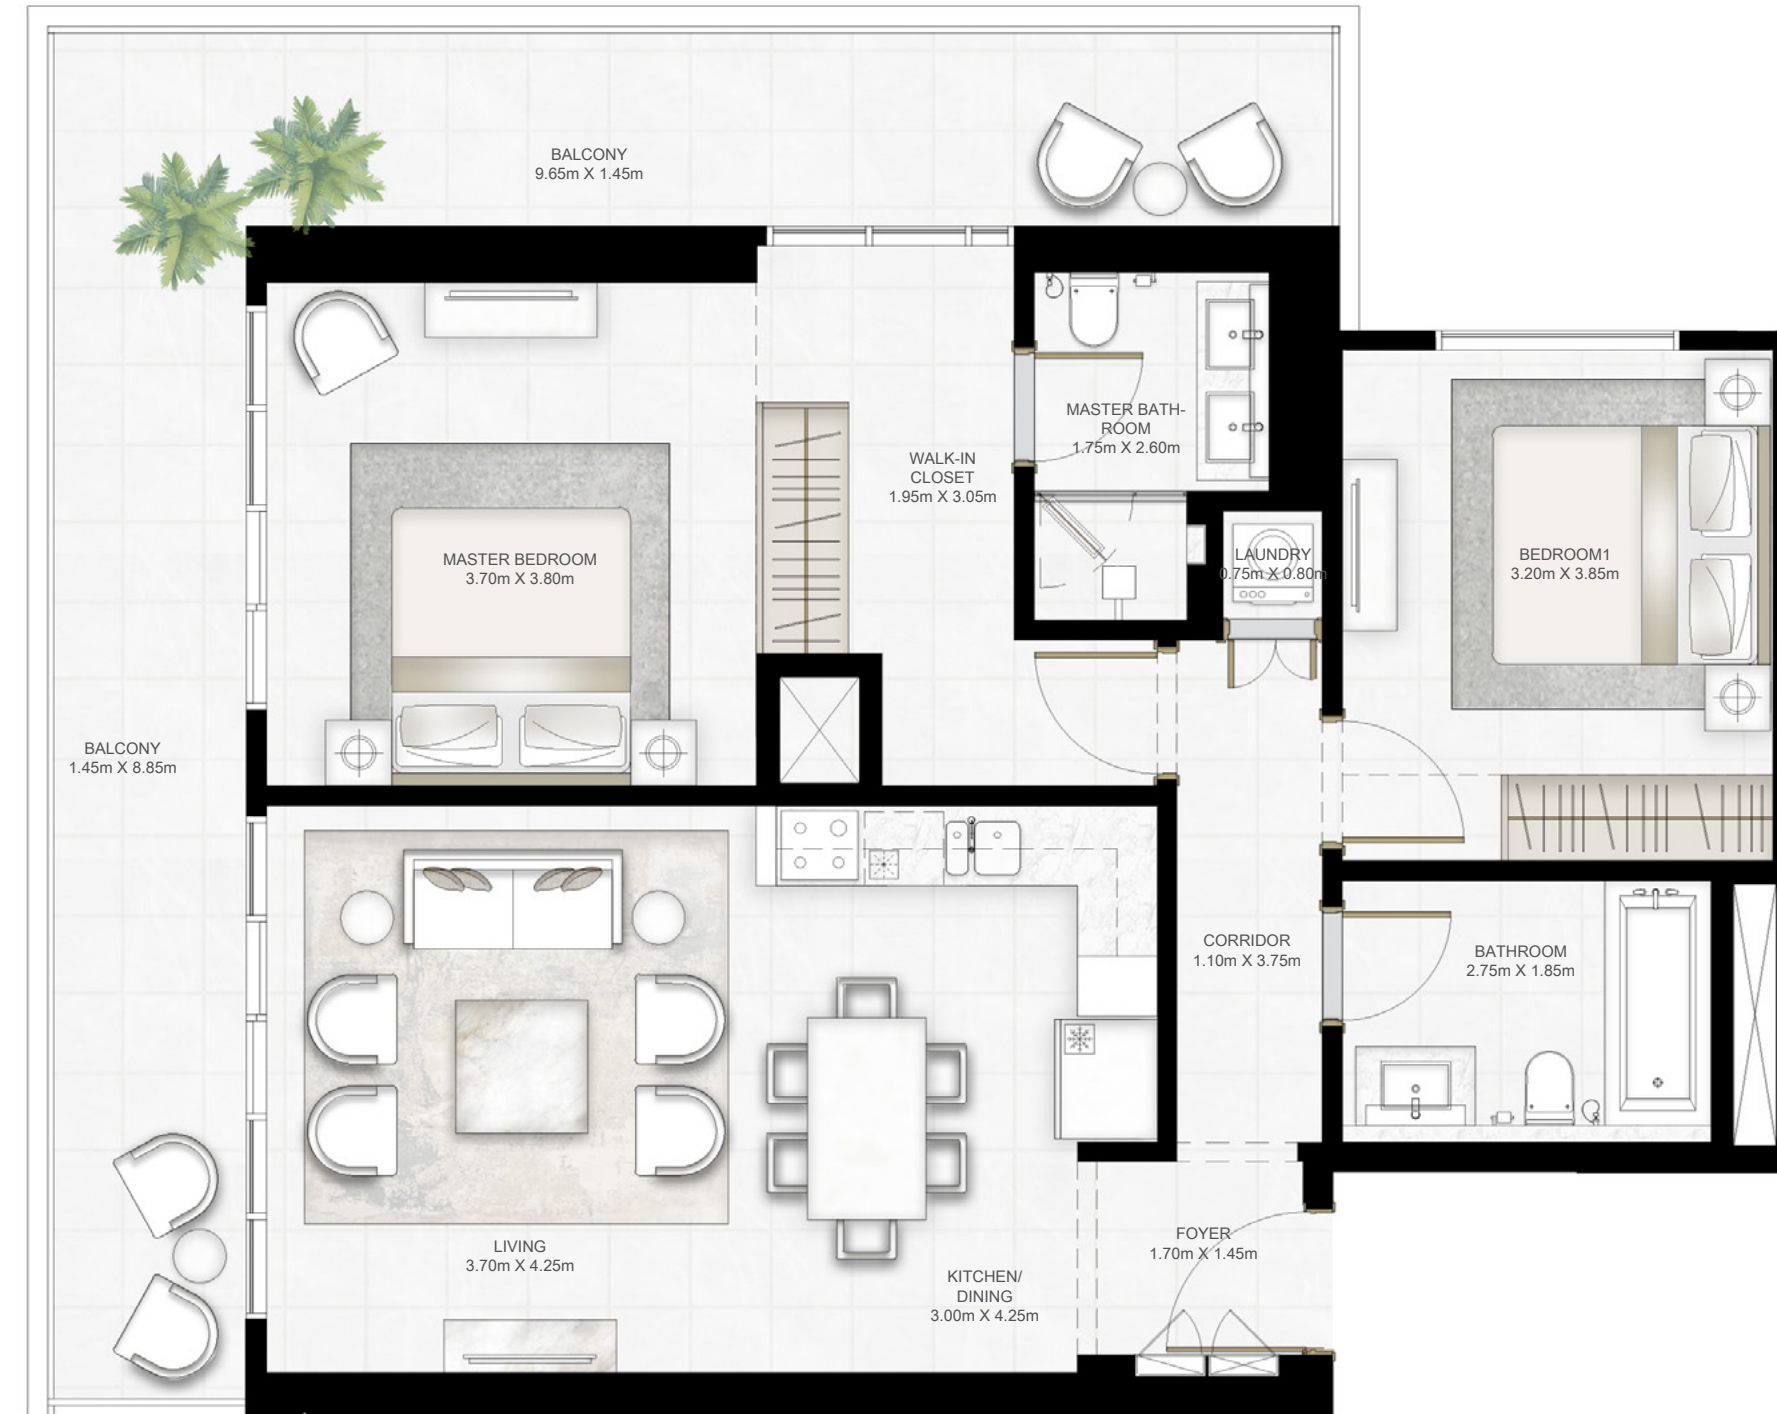 BALCONY
9.65m X 1.45m
MASTER BATH-
ROOM
1.75m X 2.60m
WALK-IN
CLOSET
1.95m X 3.05m
MASTER BEDROOM
3.70m X 3.80m
LAUNDRY
0.75m X 0.80m
BEDROOM1
3.20m X 3.85m
BALCONY
1.45m X 8.85m
CORRIDOR
1.10m X 3.75m
BATHROOM
2.75m X 1.85m
LIVING
3.70m X 4.25m
KITCHEN/
DINING
3.00m X 4.25m
FOYER
1.70m X 1.45m